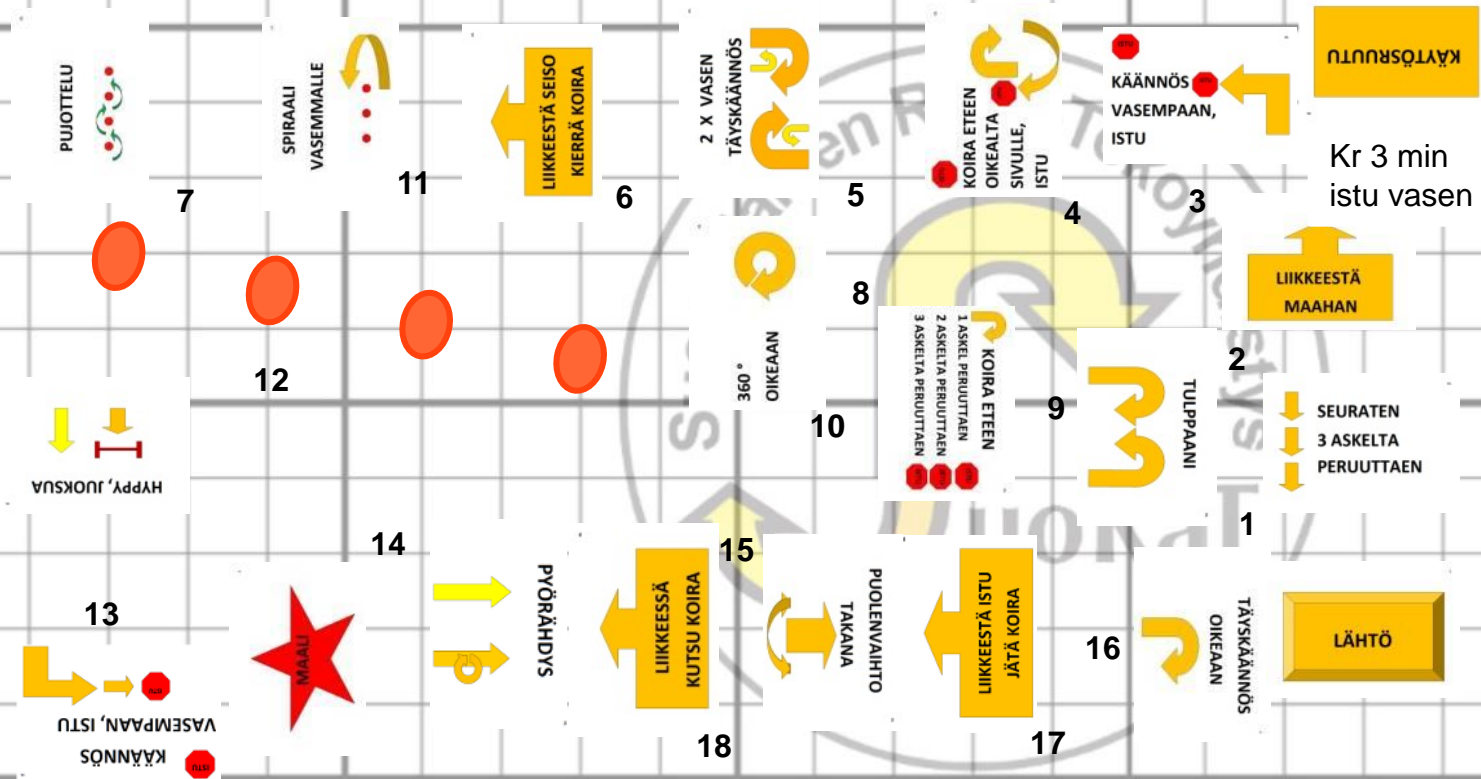 PUJOTTELU
7
SPIRAALI
VASEMMALLE
11
LIIKKEESTÄ SEISO
KIERRÄ KOIRA
6
2 X VASEN
TÄYSKÄÄNNÖS
5
KOIRA ETEEN
OIKEALTA
SIVULLE,
ISTU
4
KÄÄNNÖS
VASEMPAAN,
ISTU
3
KÄYTÖSRUUTU
Kr 3 min
istu vasen
LIIKKEESTÄ
MAAHAN
2
SEURATEN
3 ASKELTA
PERUUTTAEN
1
TULPPAANI
9
KOIRA ETEEN
1 ASKEL PERUUTTAEN
2 ASKELTA PERUUTTAEN
3 ASKELTA PERUUTTAEN
ISTU
ISTU
ISTU
8
360 °
OIKEAAN
10
12
HYPPY, JUOKSUA
13
KÄÄNNÖS
VASEMPAAN, ISTU
ISTU
ISTU
14
MAALI
PYÖRÄHDYS
LIIKKEESSÄ
KUTSU KOIRA
18
15
PUOLENVAIHTO
TAKANA
LIIKKEESTÄ ISTU
JÄTÄ KOIRA
17
16
TÄYSKÄÄNNÖS
OIKEAAN
LÄHTÖ